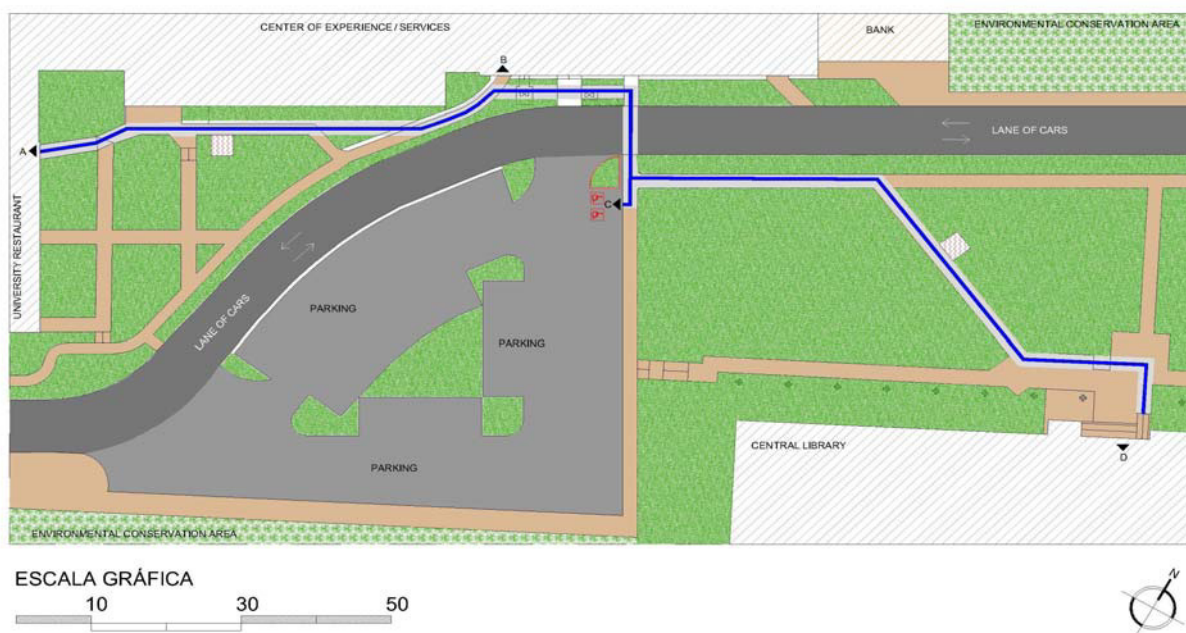 CENTER OF EXPERIENCE / SERVICES
BANK
ENVIRONMENTAL CONSERVATION AREA
B
A
LANE OF CARS
C
UNIVERSITY RESTAURANT
LANE OF CARS
PARKING
PARKING
PARKING
CENTRAL LIBRARY
D
ENVIRONMENTAL CONSERVATION AREA
ESCALA GRÁFICA
10 30 50
N